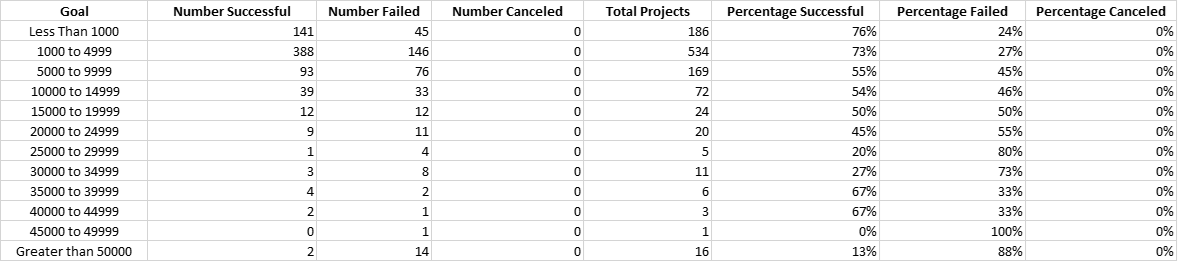 Goal Number Successful Number Failed Number Canceled Total Projects Percentage Successful Percentage Failed Percentage Canceled
Less Than 1000 141 45 0 186 76% 24% 0%
1000 to 4999 388 146 0 534 73% 27% 0%
5000 to 9999 93 76 0 169 55% 45% 0%
10000 to 14999 39 33 0 72 54% 46% 0%
15000 to 19999 12 12 0 24 50% 50% 0%
20000 to 24999 9 11 0 20 45% 55% 0%
25000 to 29999 1 4 0 5 20% 80% 0%
30000 to 34999 3 8 0 11 27% 73% 0%
35000 to 39999 4 2 0 6 67% 33% 0%
40000 to 44999 2 1 0 3 67% 33% 0%
45000 to 49999 0 1 0 1 0% 100% 0%
Greater than 50000 2 14 0 16 13% 88% 0%